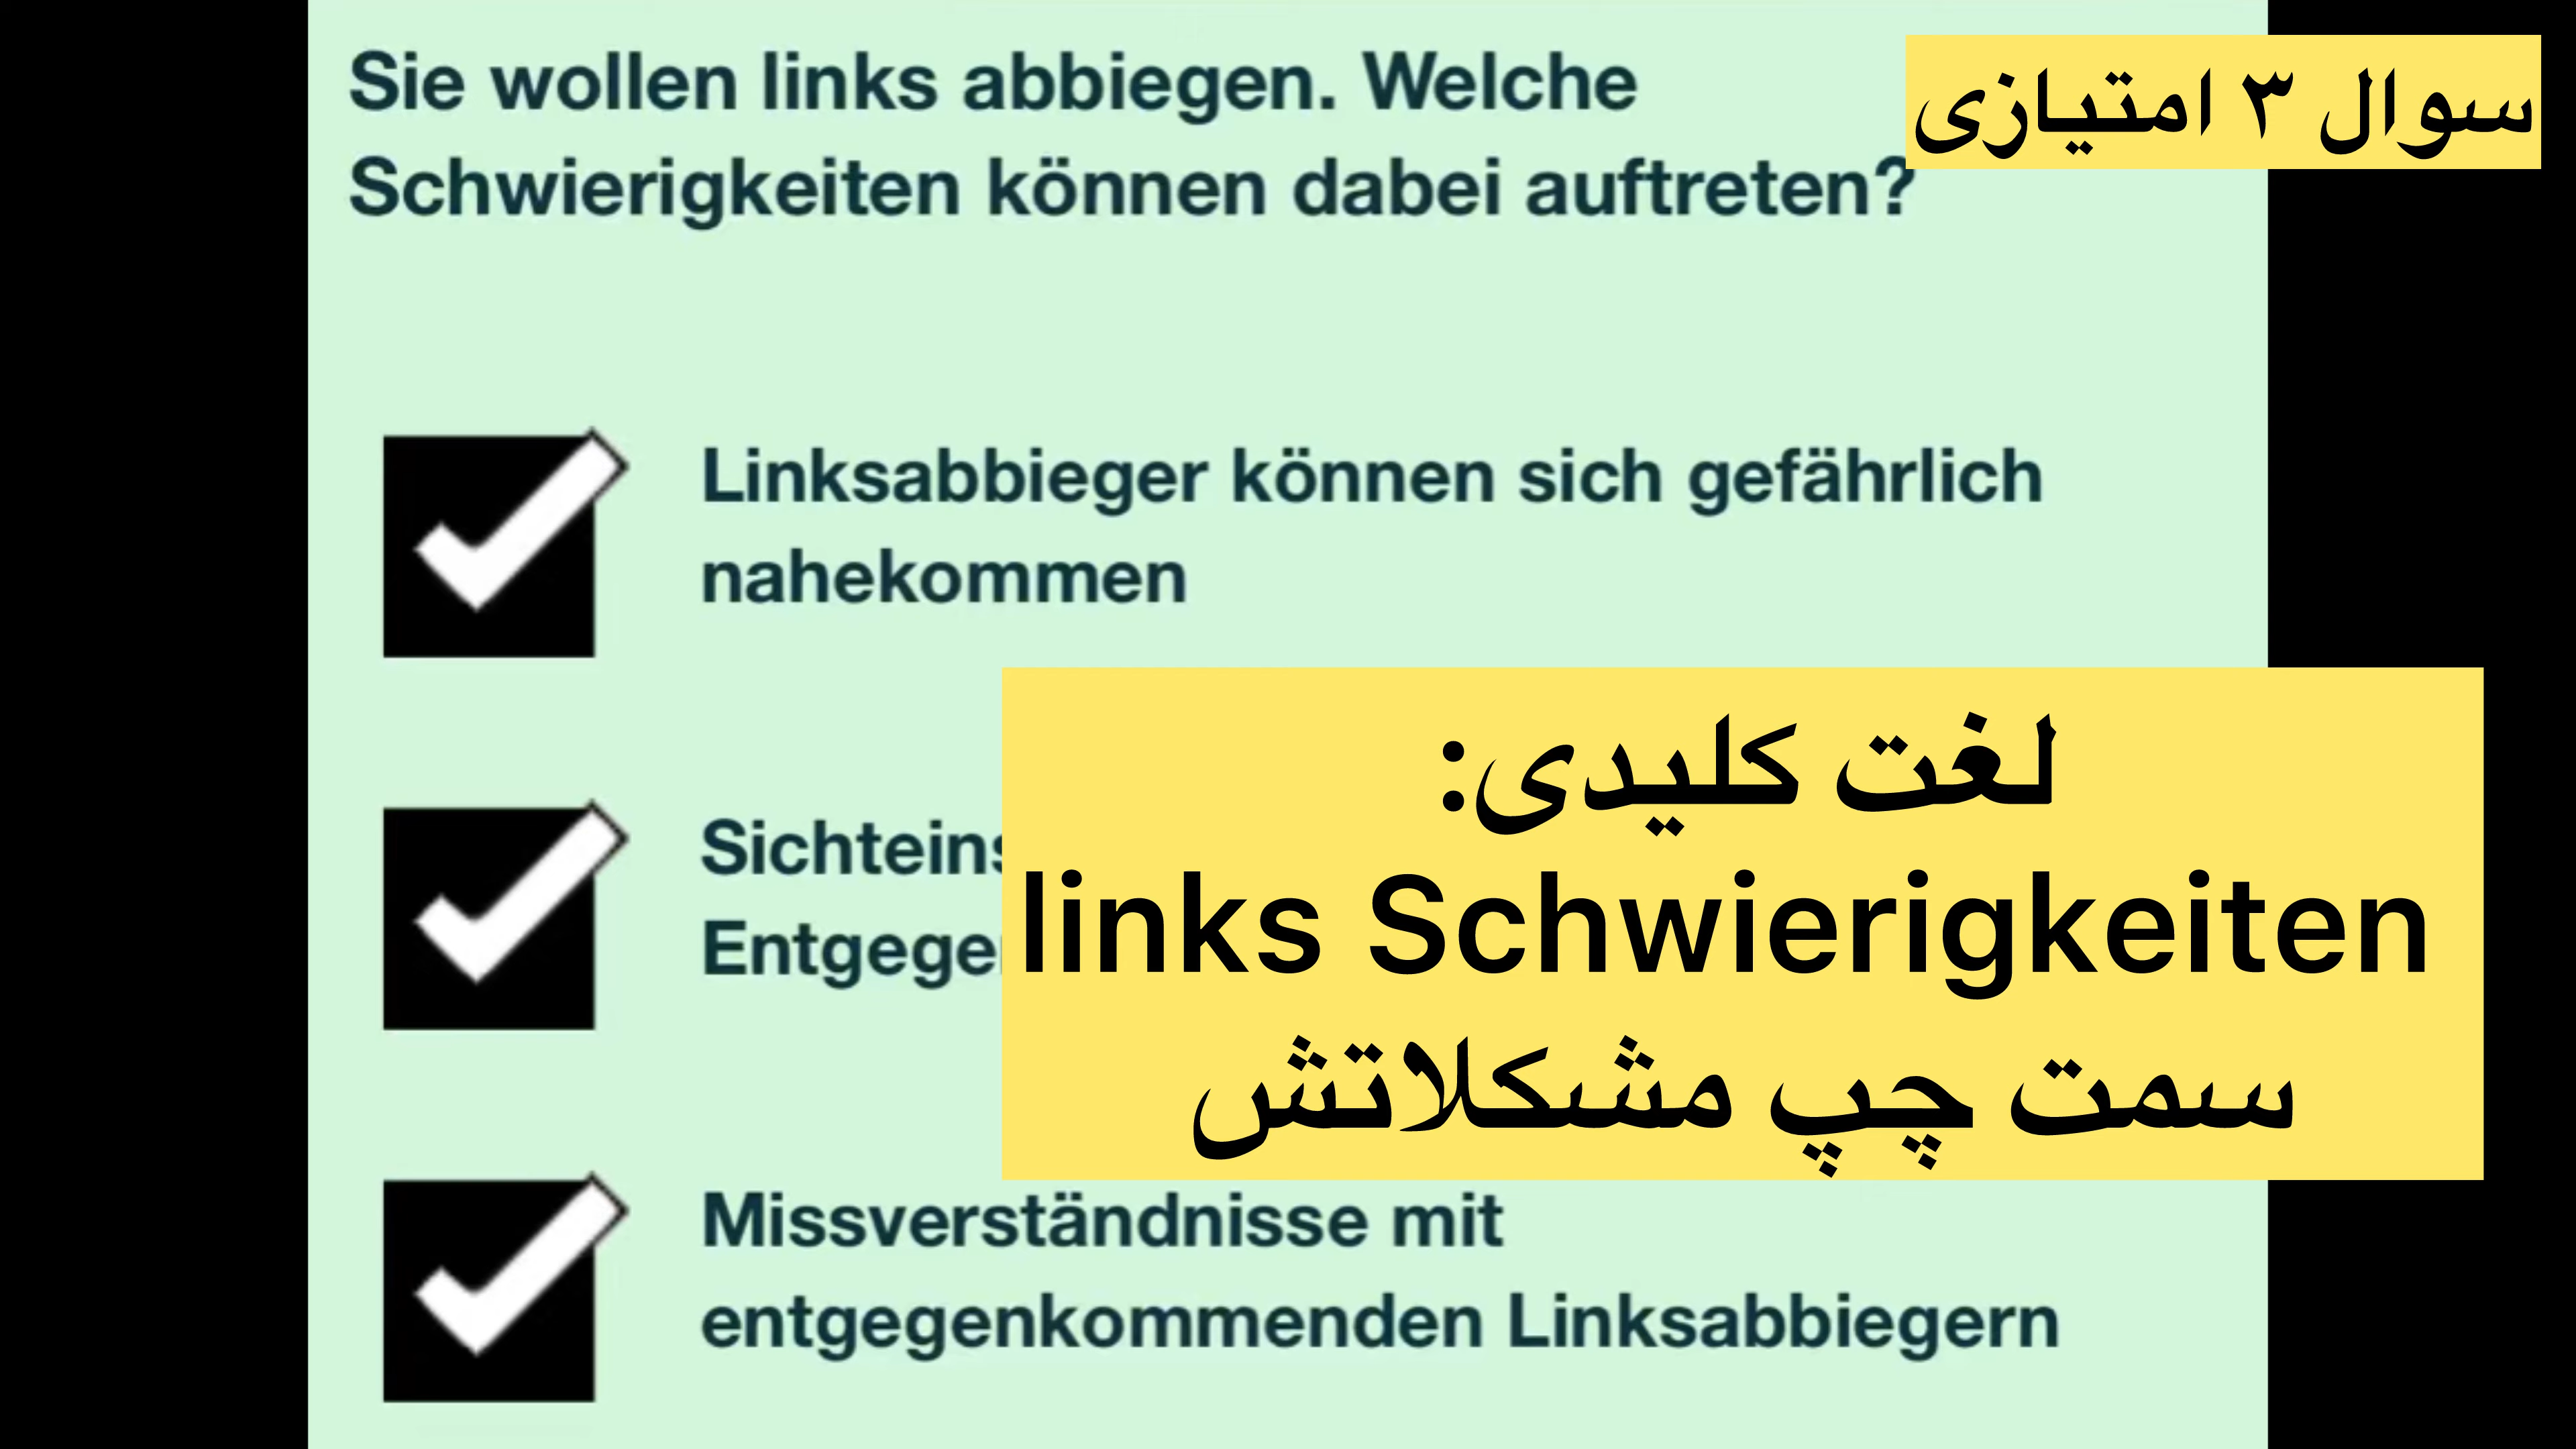 Sie wollen links abbiegen. Welche
Schwierigkeiten können dabei auftreten?
سوال ۳ امتیازی
Linksabbieger können sich gefährlich
nahekommen
لغت کلیدی:
links Schwierigkeiten
سمت چپ مشکلاتش
Missverständnisse mit
entgegenkommenden Linksabbiegern